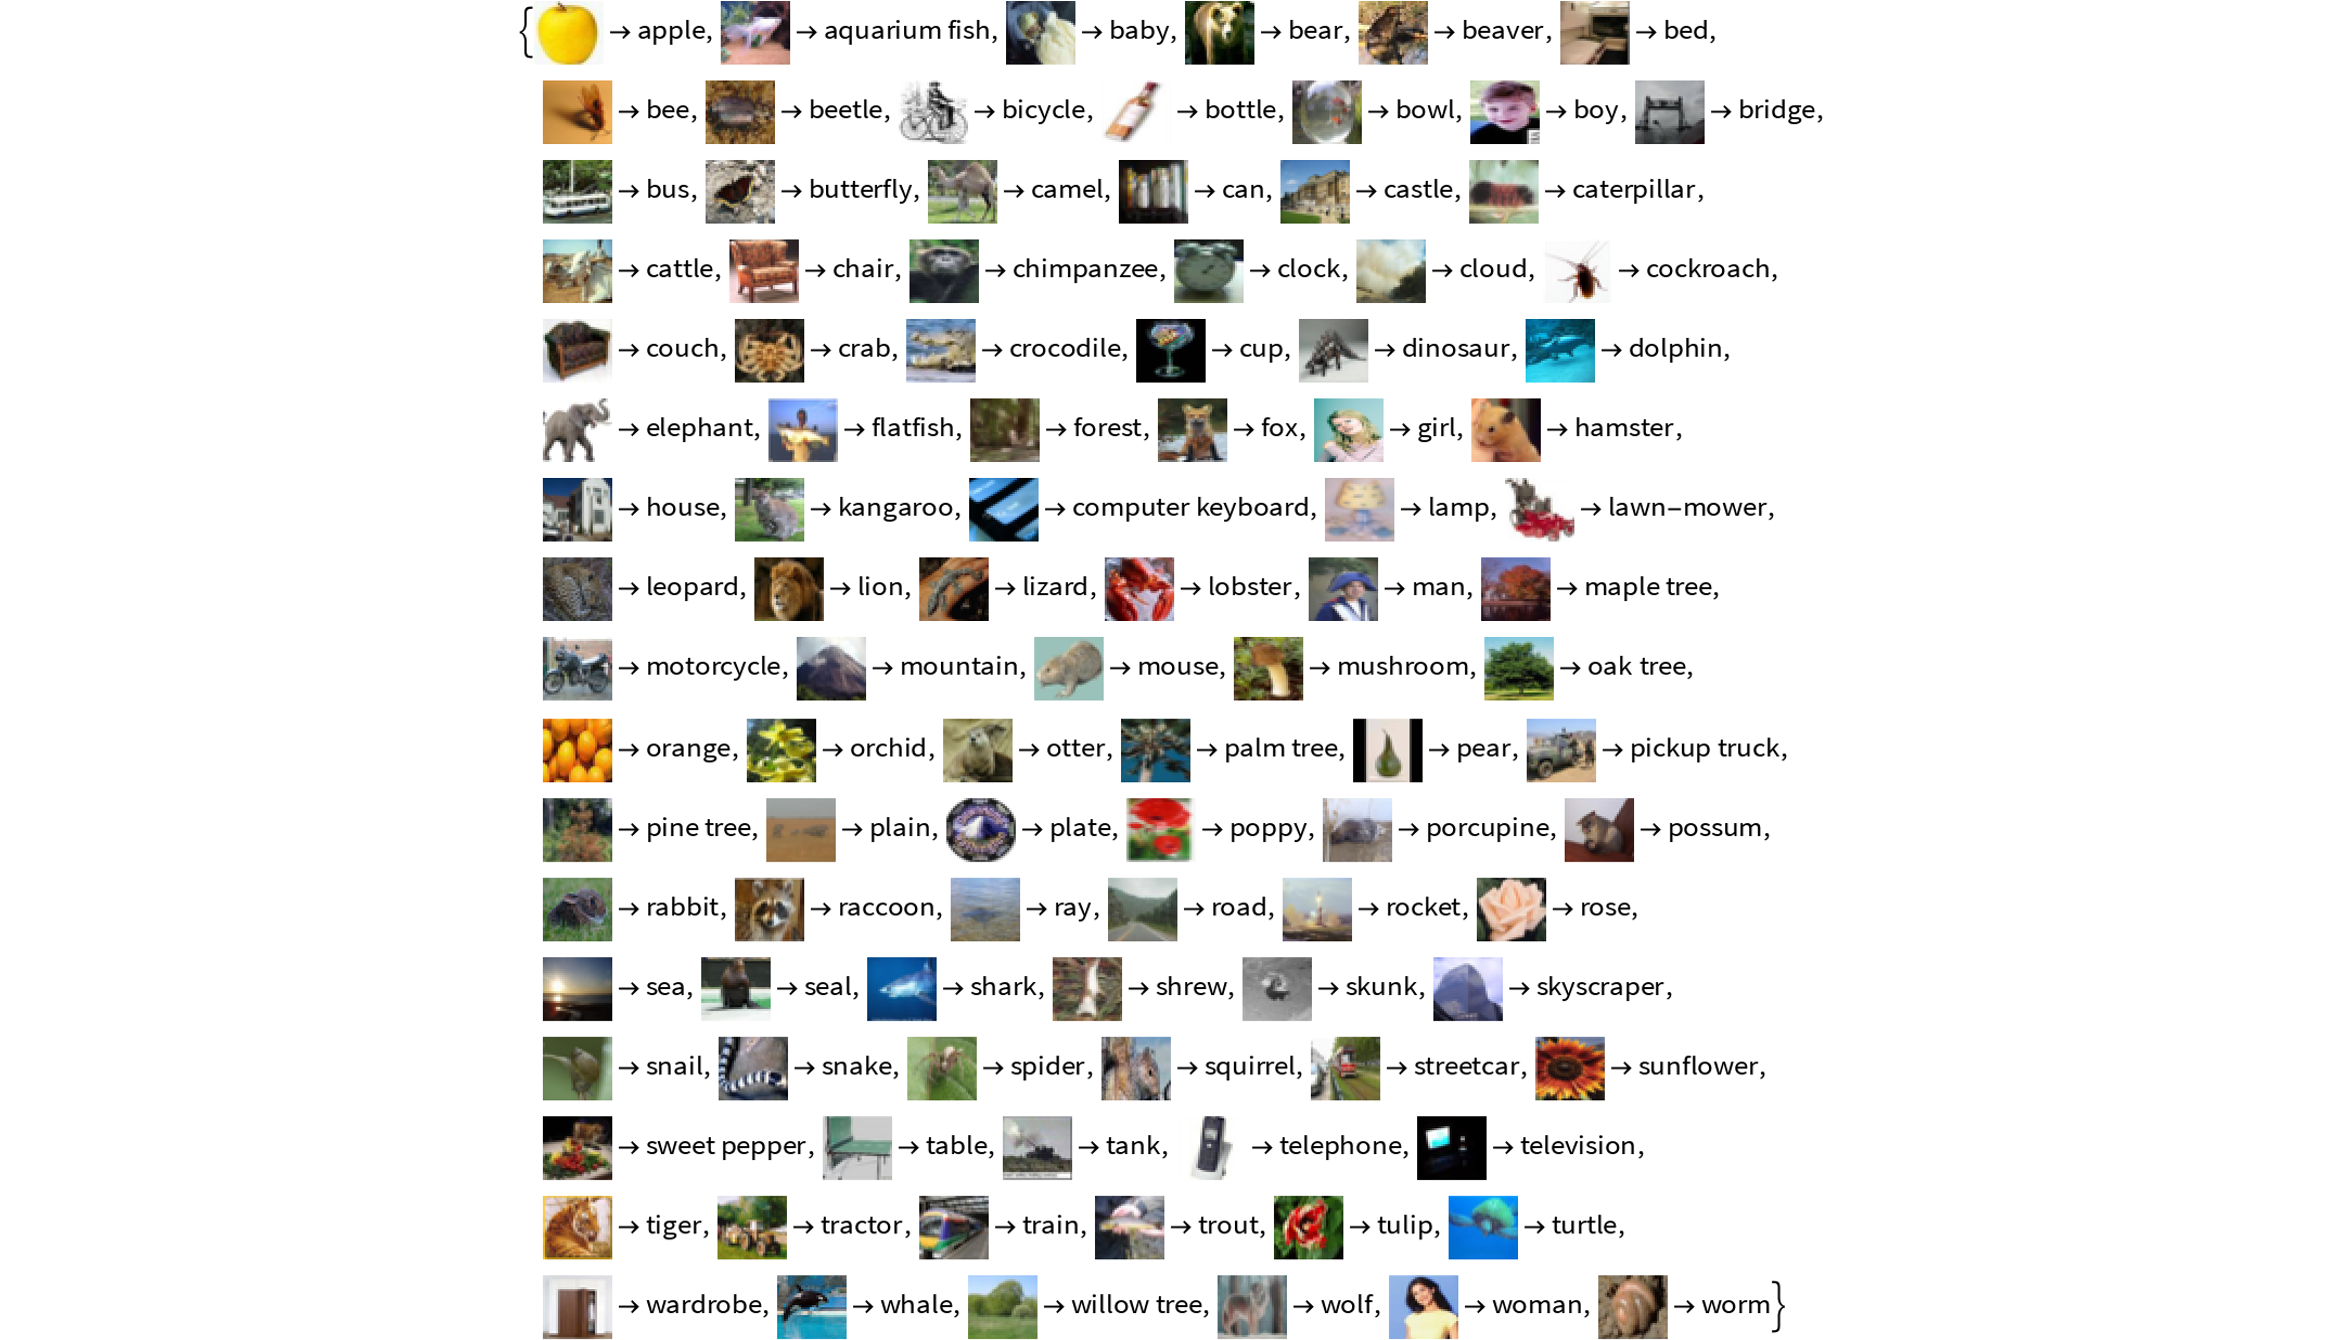 { → apple, → aquarium fish, → baby, → bear, → beaver, → bed,
→ bee, → beetle, → bicycle, → bottle, → bowl, → boy, → bridge,
→ bus, → butterfly, → camel, → can, → castle, → caterpillar,
→ cattle, → chair, → chimpanzee, → clock, → cloud, → cockroach,
→ couch, → crab, → crocodile, → cup, → dinosaur, → dolphin,
→ elephant, → flatfish, → forest, → fox, → girl, → hamster,
→ house, → kangaroo, → computer keyboard, → lamp, → lawn-mower,
→ leopard, → lion, → lizard, → lobster, → man, → maple tree,
→ motorcycle, → mountain, → mouse, → mushroom, → oak tree,
→ orange, → orchid, → otter, → palm tree, → pear, → pickup truck,
→ pine tree, → plain, → plate, → poppy, → porcupine, → possum,
→ rabbit, → raccoon, → ray, → road, → rocket, → rose,
→ sea, → seal, → shark, → shrew, → skunk, → skyscraper,
→ snail, → snake, → spider, → squirrel, → streetcar, → sunflower,
→ sweet pepper, → table, → tank, → telephone, → television,
→ tiger, → tractor, → train, → trout, → tulip, → turtle,
→ wardrobe, → whale, → willow tree, → wolf, → woman, → worm}